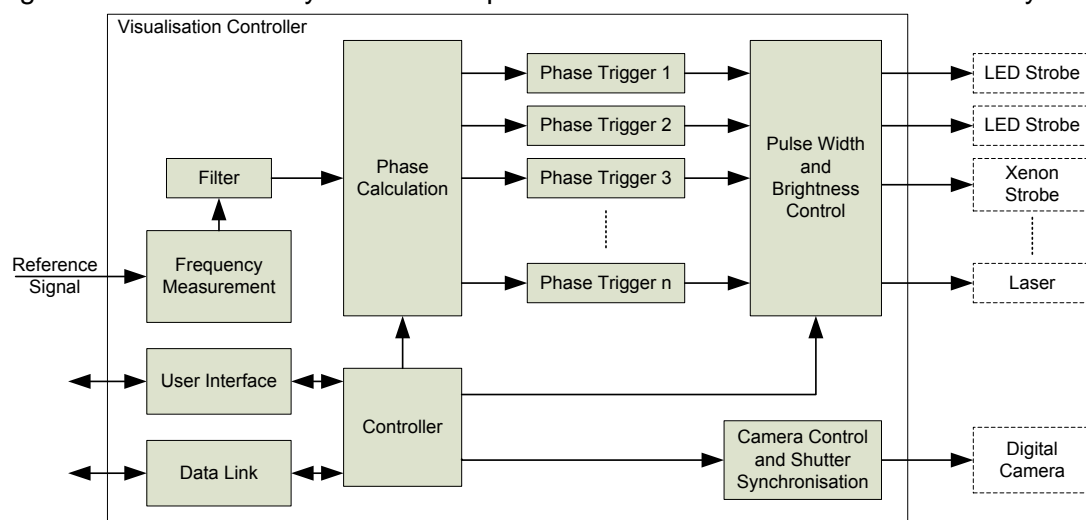 Visualisation Controller
Phase Trigger 1
LED Strobe
Phase Trigger 2
LED Strobe
Phase
Calculation
Pulse Width
and
Brightness
Control
Filter
Phase Trigger 3
Xenon
Strobe
Reference
Signal
Frequency
Measurement
Phase Trigger n
Laser
User Interface
Controller
Camera Control
and Shutter
Synchronisation
Digital
Camera
Data Link